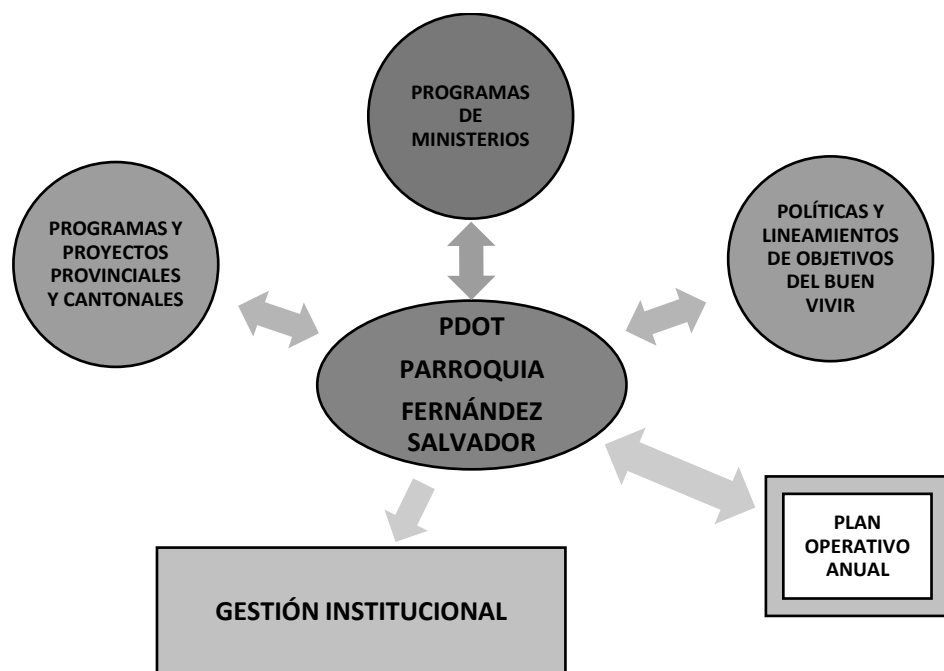 PROGRAMAS
DE
MINISTERIOS
PROGRAMAS Y
PROYECTOS
PROVINCIALES
Y CANTONALES
POLÍTICAS Y
LINEAMIENTOS
DE OBJETIVOS
DEL BUEN
VIVIR
PDOT
PARROQUIA
FERNÁNDEZ
SALVADOR
PLAN
OPERATIVO
ANUAL
GESTIÓN INSTITUCIONAL